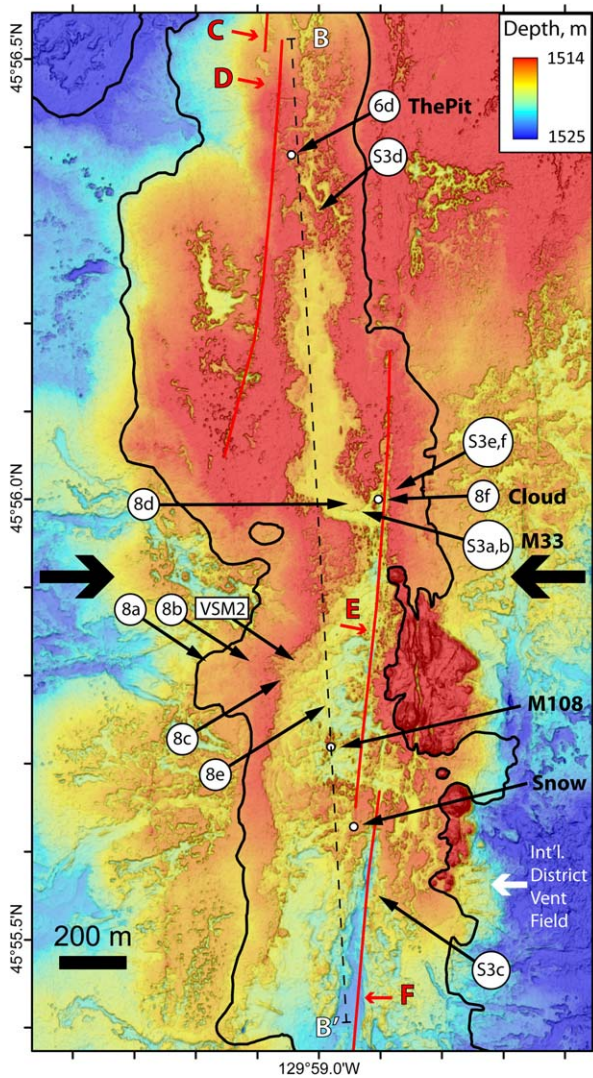 C
B
Depth, m
1514
1525
45°56.5'N
D
6d
ThePit
S3d
S3e,f
45°56.0'N
8d
8f
Cloud
S3a,b
M33
8a
8b
VSM2
E
8c
M108
8e
Snow
Int'l.
District
Vent
Field
45°55.5'N
200 m
S3c
F
B'
129°59.0'W